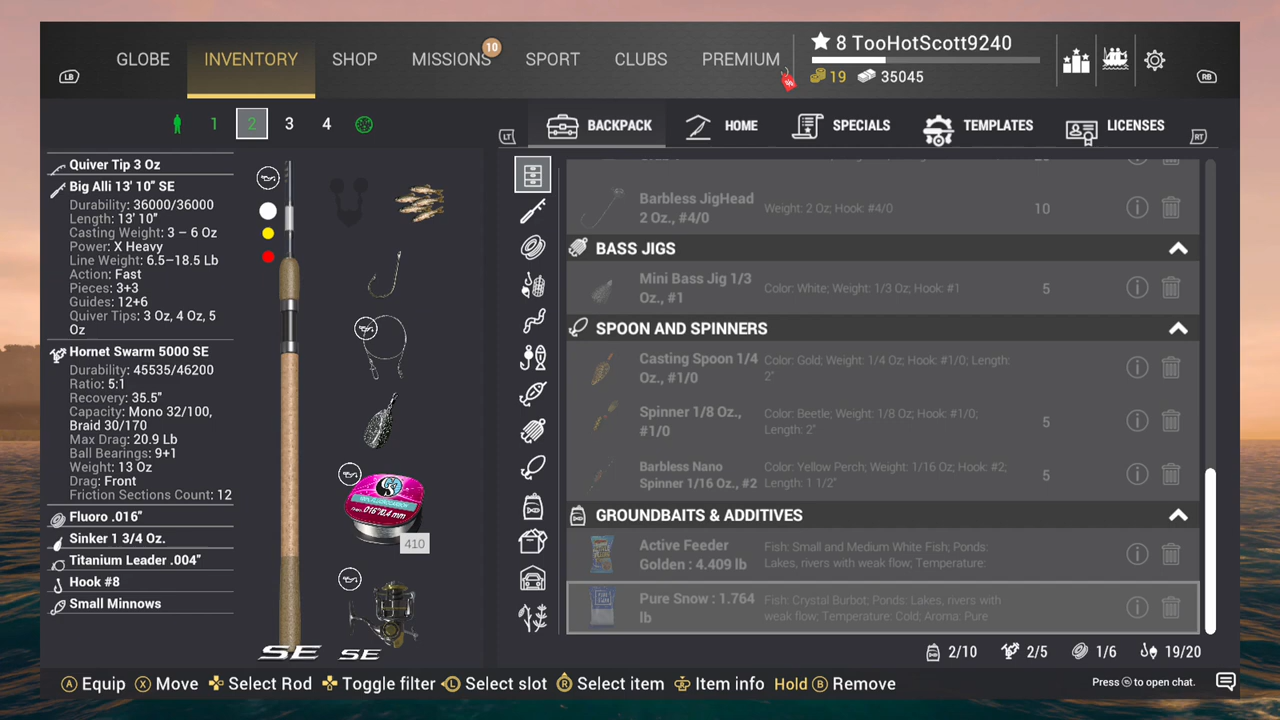 GLOBE INVENTORY SHOP MISSIONS 10 SPORT CLUBS PREMIUM
8 TooHotScott9240
19 35045
LB
RB
1 2 3 4
LT BACKPACK HOME SPECIALS TEMPLATES LICENSES RT
Quiver Tip 3 Oz
Big Alli 13' 10" SE
Durability: 36000/36000
Length: 13' 10"
Casting Weight: 3 – 6 Oz
Power: X Heavy
Line Weight: 6.5–18.5 Lb
Action: Fast
Pieces: 3+3
Guides: 12+6
Quiver Tips: 3 Oz, 4 Oz, 5
Oz
Hornet Swarm 5000 SE
Durability: 45535/46200
Ratio: 5:1
Recovery: 35.5"
Capacity: Mono 32/100,
Braid 30/170
Max Drag: 20.9 Lb
Ball Bearings: 9+1
Weight: 13 Oz
Drag: Front
Friction Sections Count: 12
Fluoro .016"
Sinker 1 3/4 Oz.
Titanium Leader .004"
Hook #8
Small Minnows
410
SE SE
Barbless JigHead
2 Oz., #4/0
Weight: 2 Oz; Hook: #4/0
10
BASS JIGS
Mini Bass Jig 1/3
Oz., #1
Color: White; Weight: 1/3 Oz; Hook: #1
5
SPOON AND SPINNERS
Casting Spoon 1/4
Oz., #1/0
Color: Gold; Weight: 1/4 Oz; Hook: #1/0; Length:
2"
Spinner 1/8 Oz.,
#1/0
Color: Beetle; Weight: 1/8 Oz; Hook: #1/0;
Length: 2"
5
Barbless Nano
Spinner 1/16 Oz., #2
Color: Yellow Perch; Weight: 1/16 Oz; Hook: #2;
Length: 1 1/2"
5
GROUNDBAITS & ADDITIVES
Active Feeder
Golden : 4.409 lb
Fish: Small and Medium White Fish; Ponds:
Lakes, rivers with weak flow; Temperature:
Pure Snow : 1.764
lb
Fish: Crystal Burbot; Ponds: Lakes, rivers with
weak flow; Temperature: Cold; Aroma: Pure
2/10 2/5 1/6 19/20
A Equip X Move Select Rod Toggle filter L Select slot R Select item Item info Hold B Remove
Press to open chat.